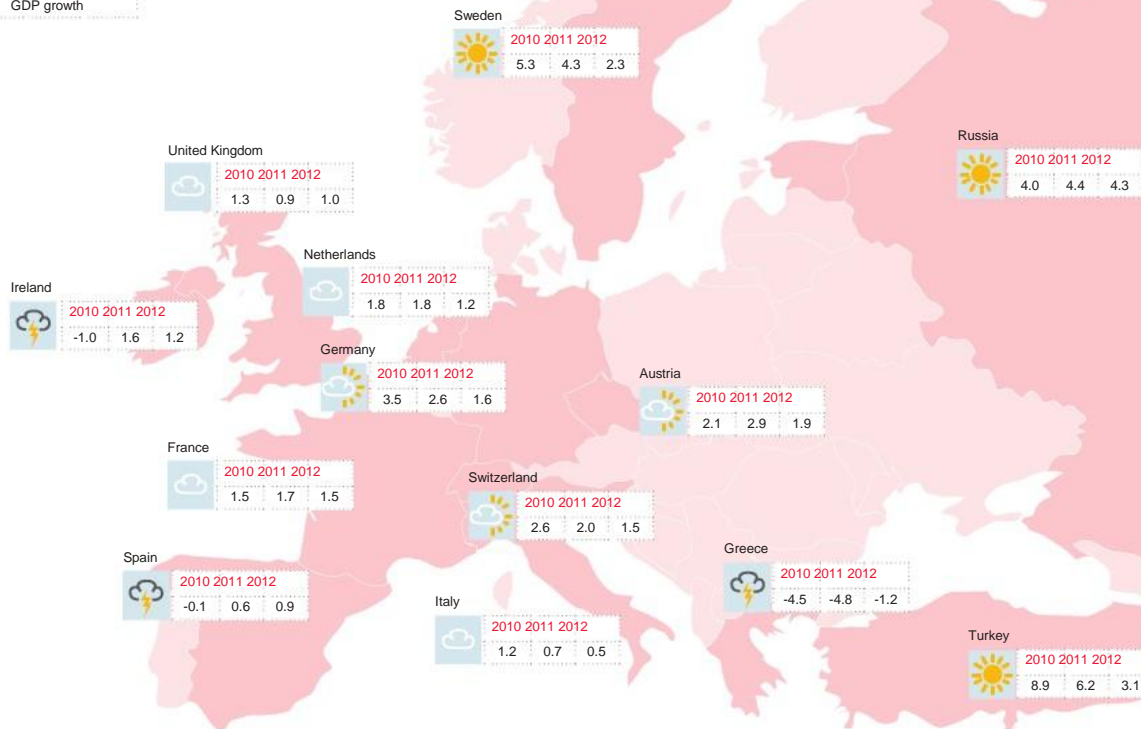 GDP growth
Sweden
2010 2011 2012
5.3 4.3 2.3
Russia
2010 2011 2012
4.0 4.4 4.3
United Kingdom
2010 2011 2012
1.3 0.9 1.0
Netherlands
2010 2011 2012
1.8 1.8 1.2
Ireland
2010 2011 2012
-1.0 1.6 1.2
Germany
2010 2011 2012
3.5 2.6 1.6
Austria
2010 2011 2012
2.1 2.9 1.9
France
2010 2011 2012
1.5 1.7 1.5
Switzerland
2010 2011 2012
2.6 2.0 1.5
Greece
2010 2011 2012
-4.5 -4.8 -1.2
Spain
2010 2011 2012
-0.1 0.6 0.9
Italy
2010 2011 2012
1.2 0.7 0.5
Turkey
2010 2011 2012
8.9 6.2 3.1